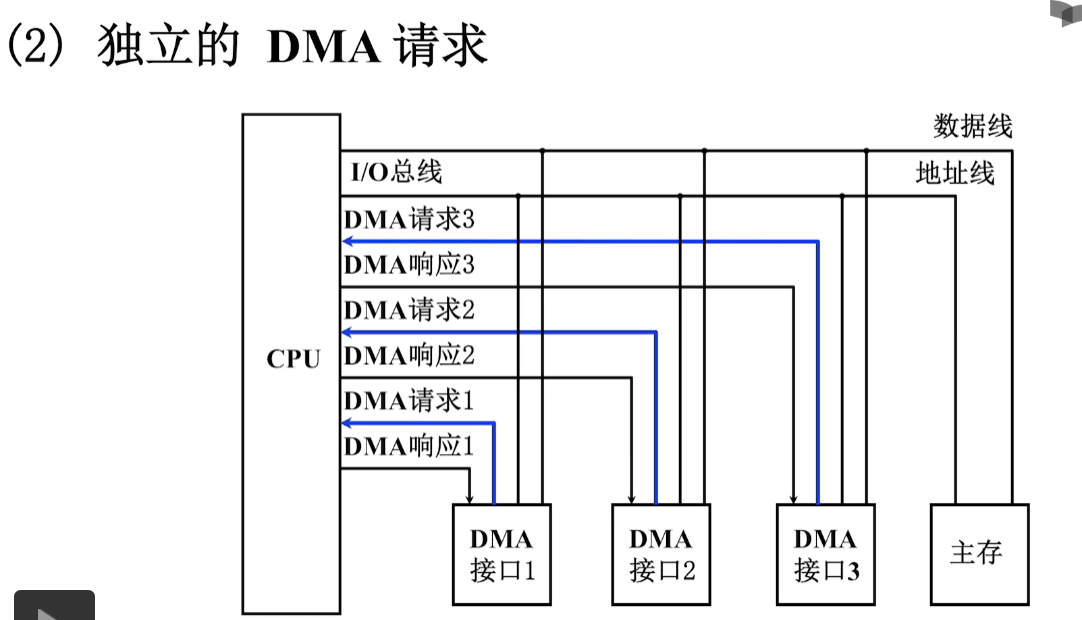 (2) 独立的 DMA 请求
数据线
I/O总线
地址线
DMA请求3
DMA响应3
DMA请求2
CPU
DMA响应2
DMA请求1
DMA响应1
DMA
接口1
DMA
接口2
DMA
接口3
主存